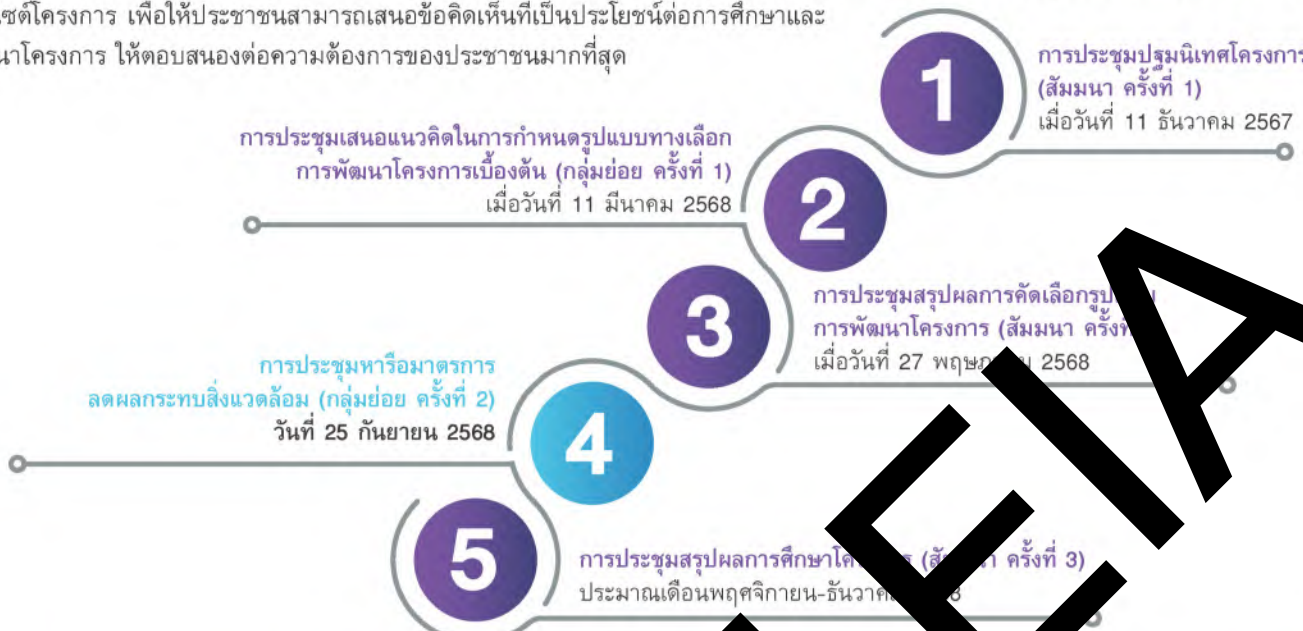 ซต์โครงการ เพื่อให้ประชาชนสามารถเสนอข้อคิดเห็นที่เป็นประโยชน์ต่อการศึกษาและ
นาโครงการ ให้ตอบสนองต่อความต้องการของประชาชนมากที่สุด
1
การประชุมปฐมนิเทศโครงการ
(สัมมนา ครั้งที่ 1)
เมื่อวันที่ 11 ธันวาคม 2567
การประชุมเสนอแนวคิดในการกำหนดรูปแบบทางเลือก
การพัฒนาโครงการเบื้องต้น (กลุ่มย่อย ครั้งที่ 1)
เมื่อวันที่ 11 มีนาคม 2568
2
3
การประชุมสรุปผลการคัดเลือก
การพัฒนาโครงการ (สัมมนา ครั้ง
เมื่อวันที่ 27 2568
การประชุมหารือมาตรการ
ลดผลกระทบสิ่งแวดล้อม (กลุ่มย่อย ครั้งที่ 2)
วันที่ 25 กันยายน 2568
4
5
การประชุมสรุปผลการศึกษา ครั้งที่ 3)
ประมาณเดือนพฤศจิกายน-
EIA